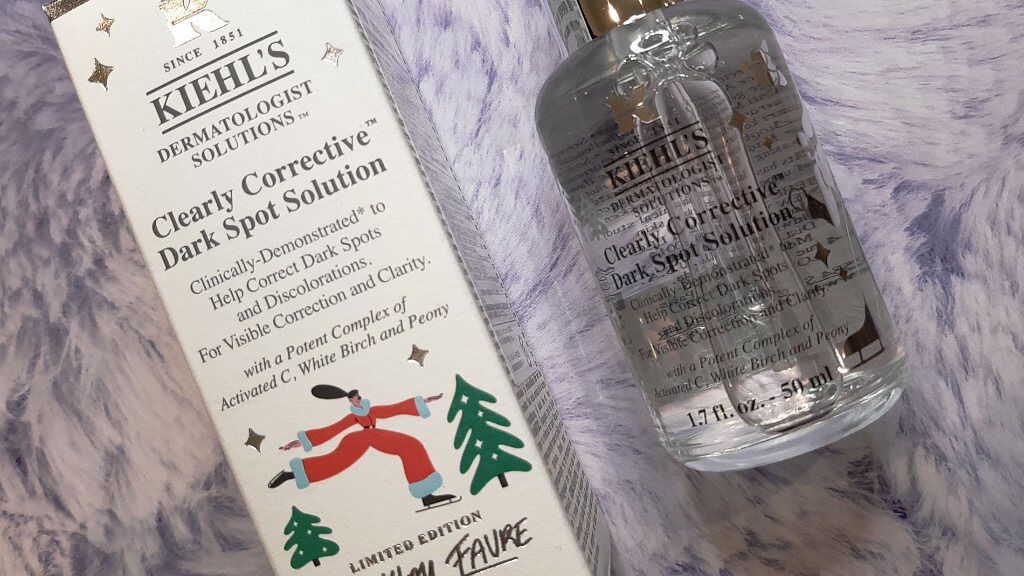 SINCE 1851
KIEHL'S
DERMATOLOGIST
SOLUTIONS™
Clearly Corrective™
Dark Spot Solution
Clinically-Demonstrated* to
Help Correct Dark Spots
and Discolorations.
For Visible Correction and Clarity.
with a Potent Complex of
Activated C, White Birch and Peony
LIMITED EDITION
FAVRE
KIEHL'S
DERMATOLOGIST
SOLUTIONS
Clearly Corrective™
Dark Spot Solution
Clinically-Demonstrated*
Help Correct Dark Spots
and Discolorations
For Visible Correction and Clarity
with a Potent Complex of
Activated C, White Birch and Peony
1.7 fl. oz. - 50 ml